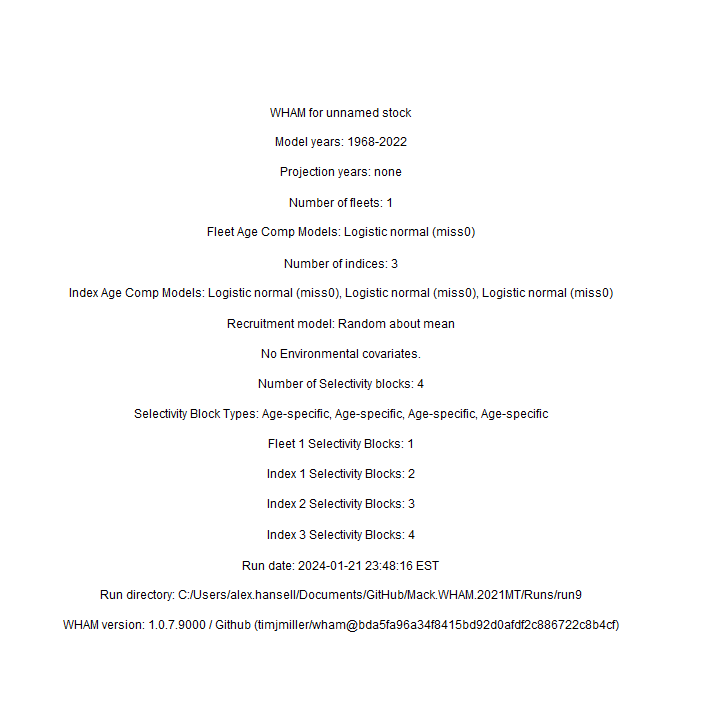 WHAM for unnamed stock
Model years: 1968-2022
Projection years: none
Number of fleets: 1
Fleet Age Comp Models: Logistic normal (miss0)
Number of indices: 3
Index Age Comp Models: Logistic normal (miss0), Logistic normal (miss0), Logistic normal (miss0)
Recruitment model: Random about mean
No Environmental covariates.
Number of Selectivity blocks: 4
Selectivity Block Types: Age-specific, Age-specific, Age-specific, Age-specific
Fleet 1 Selectivity Blocks: 1
Index 1 Selectivity Blocks: 2
Index 2 Selectivity Blocks: 3
Index 3 Selectivity Blocks: 4
Run date: 2024-01-21 23:48:16 EST
Run directory: C:/Users/alex.hansell/Documents/GitHub/Mack.WHAM.2021MT/Runs/run9
WHAM version: 1.0.7.9000 / Github (timjmiller/wham@bda5fa96a34f8415bd92d0afdf2c886722c8b4cf)